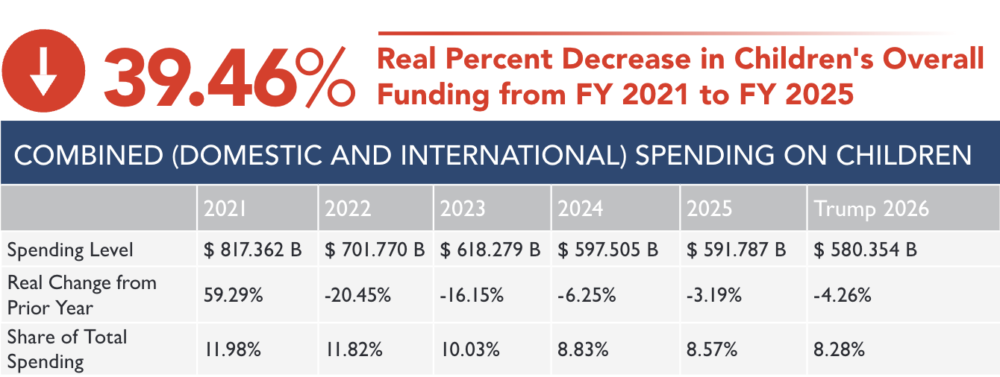 39.46%
Real Percent Decrease in Children's Overall
Funding from FY 2021 to FY 2025
COMBINED (DOMESTIC AND INTERNATIONAL) SPENDING ON CHILDREN
2021 2022 2023 2024 2025 Trump 2026
Spending Level $ 817.362 B $ 701.770 B $ 618.279 B $ 597.505 B $ 591.787 B $ 580.354 B
Real Change from
Prior Year 59.29% -20.45% -16.15% -6.25% -3.19% -4.26%
Share of Total
Spending 11.98% 11.82% 10.03% 8.83% 8.57% 8.28%